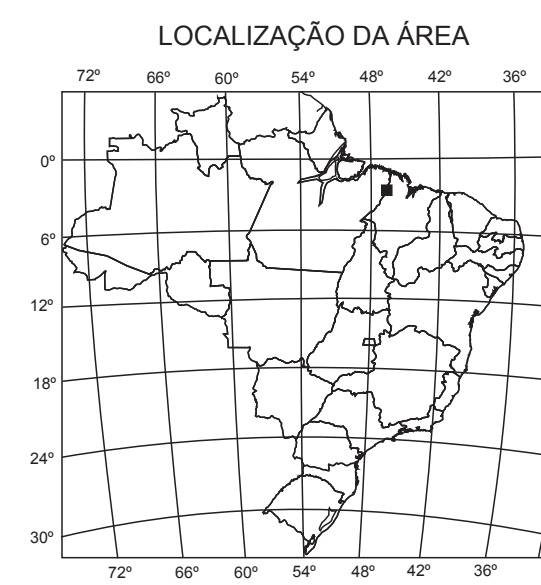 LOCALIZAÇÃO DA ÁREA
72º 66º 60º 54º 48º 42º 36º
0º
6º
12º
18º
24º
30º
72º 66º 60º 54º 48º 42º 36º